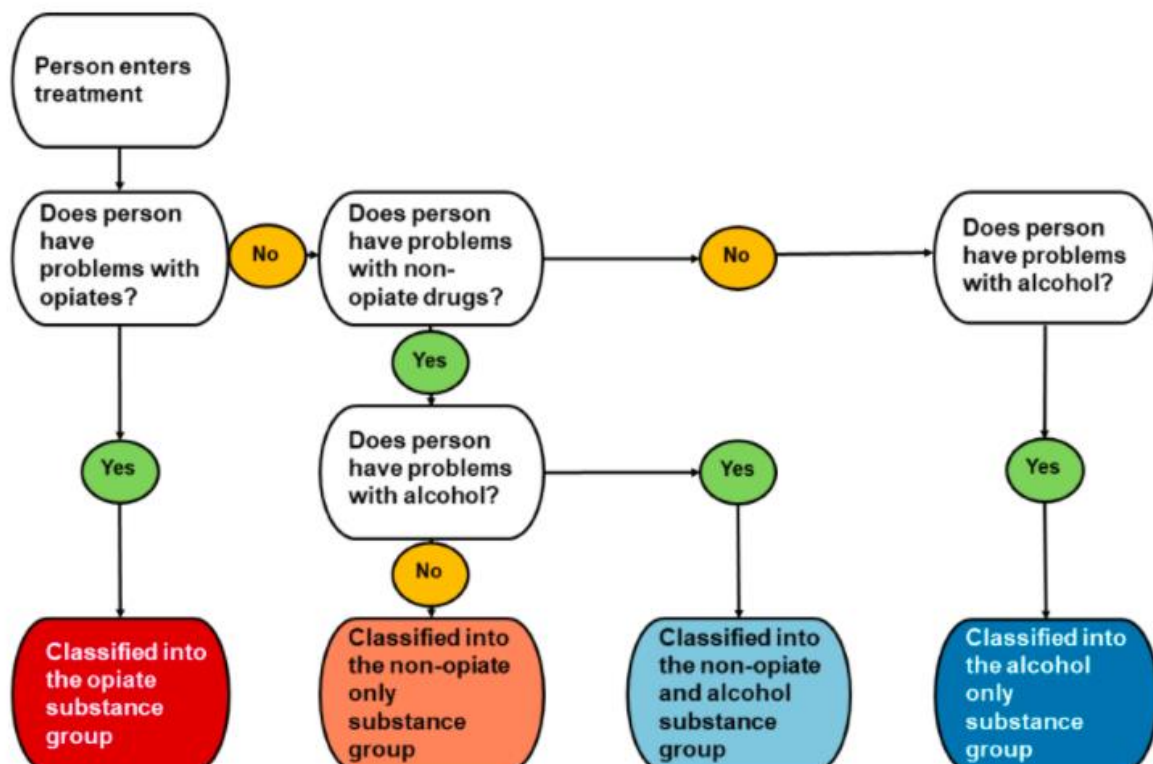 Person enters
treatment
Does person
have
problems with
opiates?
No
Does person
have problems
with non-
opiate drugs?
No
Does person
have problems
with alcohol?
Yes
Does person
have problems
with alcohol?
Yes
Yes
Yes
No
Classified into
the opiate
substance
group
Classified into
the non-opiate
only
substance
group
Classified into
the non-opiate
and alcohol
substance
group
Classified into
the alcohol
only
substance
group